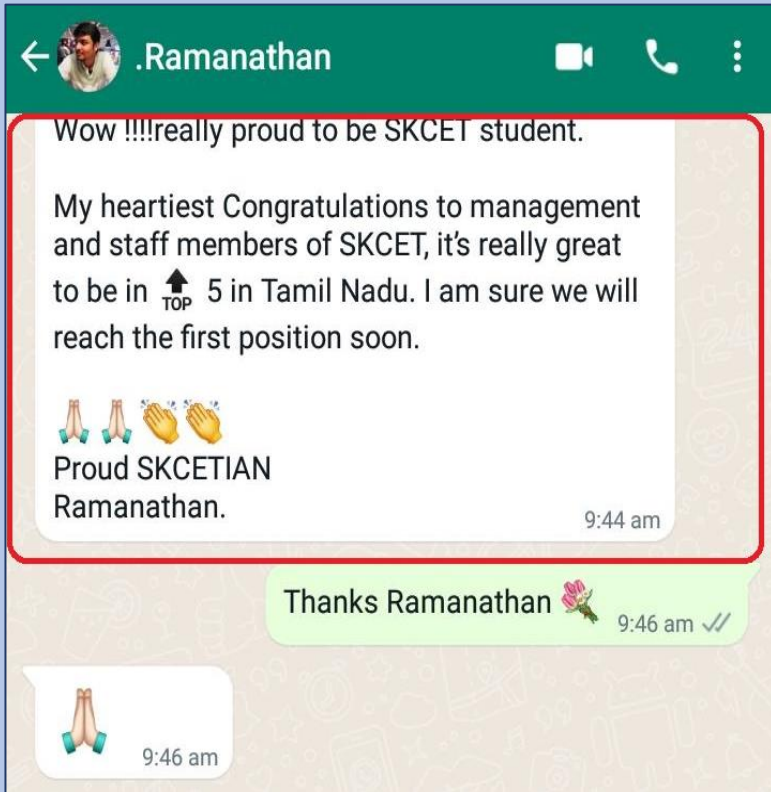 .Ramanathan
Wow !!!!really proud to be SKCET student.
My heartiest Congratulations to management
and staff members of SKCET, it's really great
to be in 🔝 5 in Tamil Nadu. I am sure we will
reach the first position soon.
🙏🏻🙏🏻👏👏
Proud SKCETIAN
Ramanathan.
9:44 am
Thanks Ramanathan 💐
9:46 am
🙏🏻
9:46 am